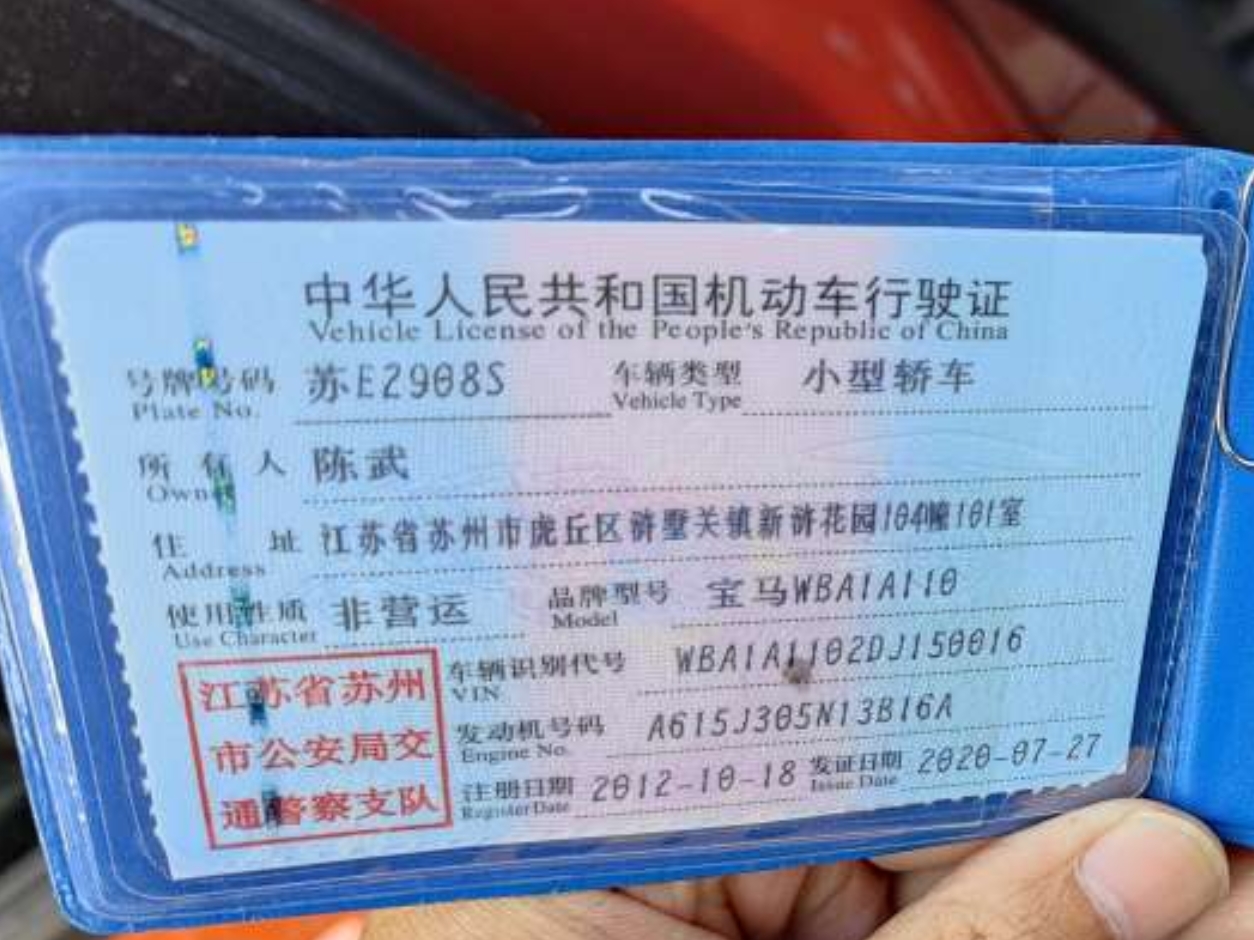 中华人民共和国机动车行驶证
Vehicle License of the People's Republic of China
号牌号码 苏E2908S 车辆类型 小型轿车
Plate No. Vehicle Type
所有人 陈武
Owner
住址 江苏省苏州市虎丘区浒墅关镇新浒花园104幢101室
Address
使用性质 非营运 品牌型号 宝马WBA1A110
Use Character Model
江苏省苏州
市公安局交
通警察支队
车辆识别代号 WBA1A1102DJ150016
VIN
发动机号码 A615J305N13B16A
Engine No.
注册日期 2012-10-18 发证日期 2020-07-27
Register Date Issue Date